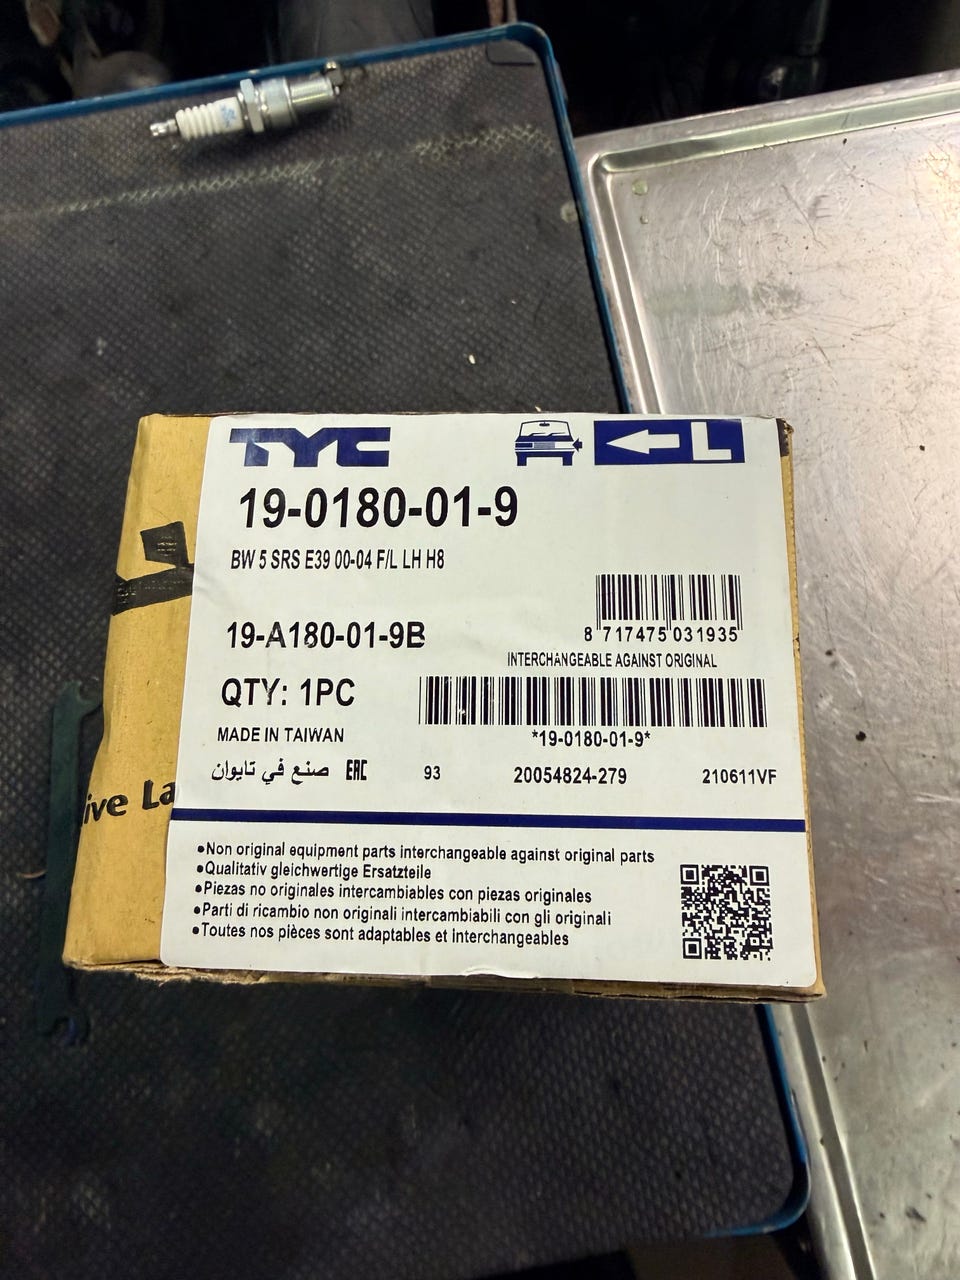 TYC
L
19-0180-01-9
BW 5 SRS E39 00-04 F/L LH H8
8 717475 031935
19-A180-01-9B
INTERCHANGEABLE AGAINST ORIGINAL
QTY: 1PC
*19-0180-01-9*
MADE IN TAIWAN
صنع في تايوان
EAC
93
20054824-279
210611VF
ive La
•Non original equipment parts interchangeable against original parts
•Qualitativ gleichwertige Ersatzteile
•Piezas no originales intercambiables con piezas originales
•Parti di ricambio non originali intercambiabili con gli originali
•Toutes nos pièces sont adaptables et interchangeables